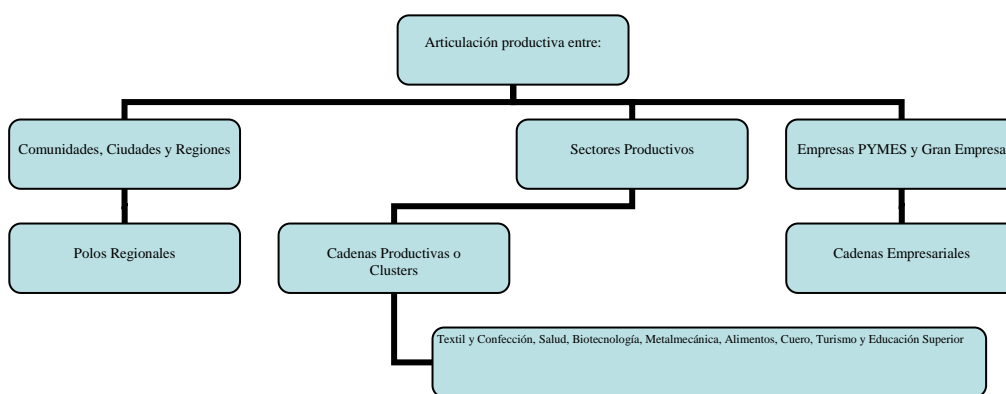 Articulación productiva entre:
Comunidades, Ciudades y Regiones
Sectores Productivos
Empresas PYMES y Gran Empresa
Polos Regionales
Cadenas Productivas o
Clusters
Cadenas Empresariales
Textil y Confección, Salud, Biotecnología, Metalmecánica, Alimentos, Cuero, Turismo y Educación Superior